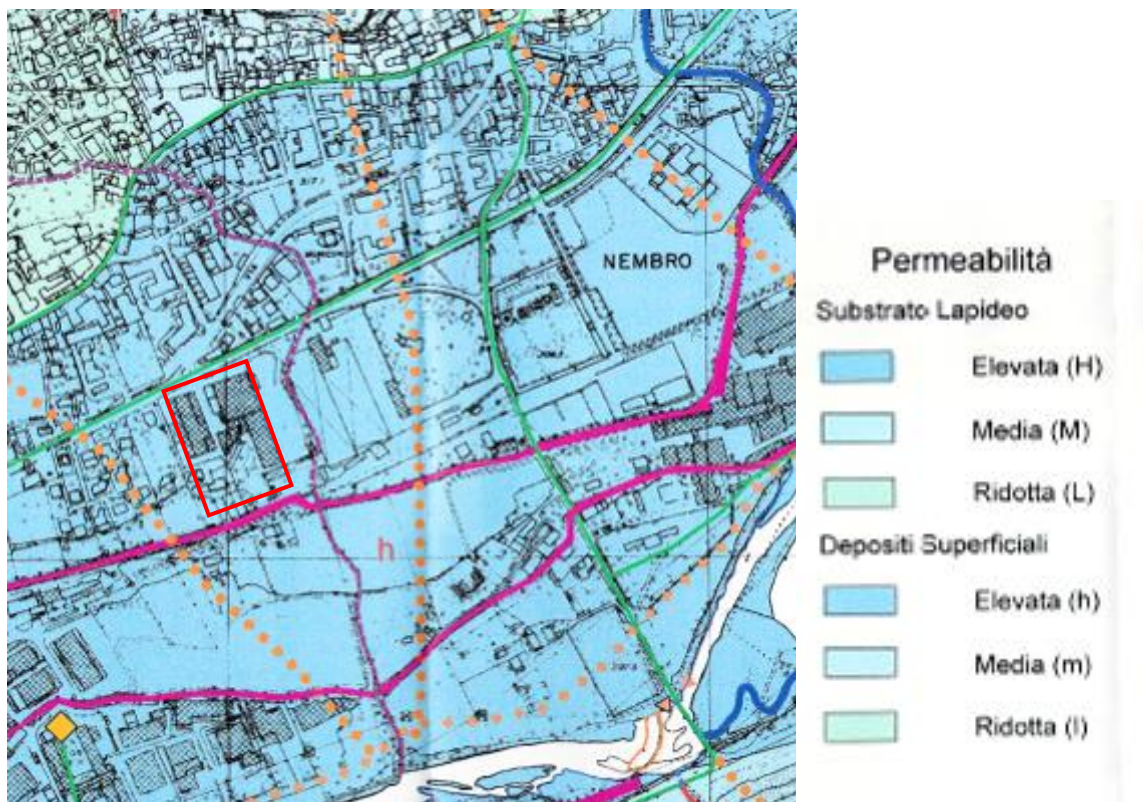 NEMBRO
h
Permeabilità
Substrato Lapideo
Elevata (H)
Media (M)
Ridotta (L)
Depositi Superficiali
Elevata (h)
Media (m)
Ridotta (l)